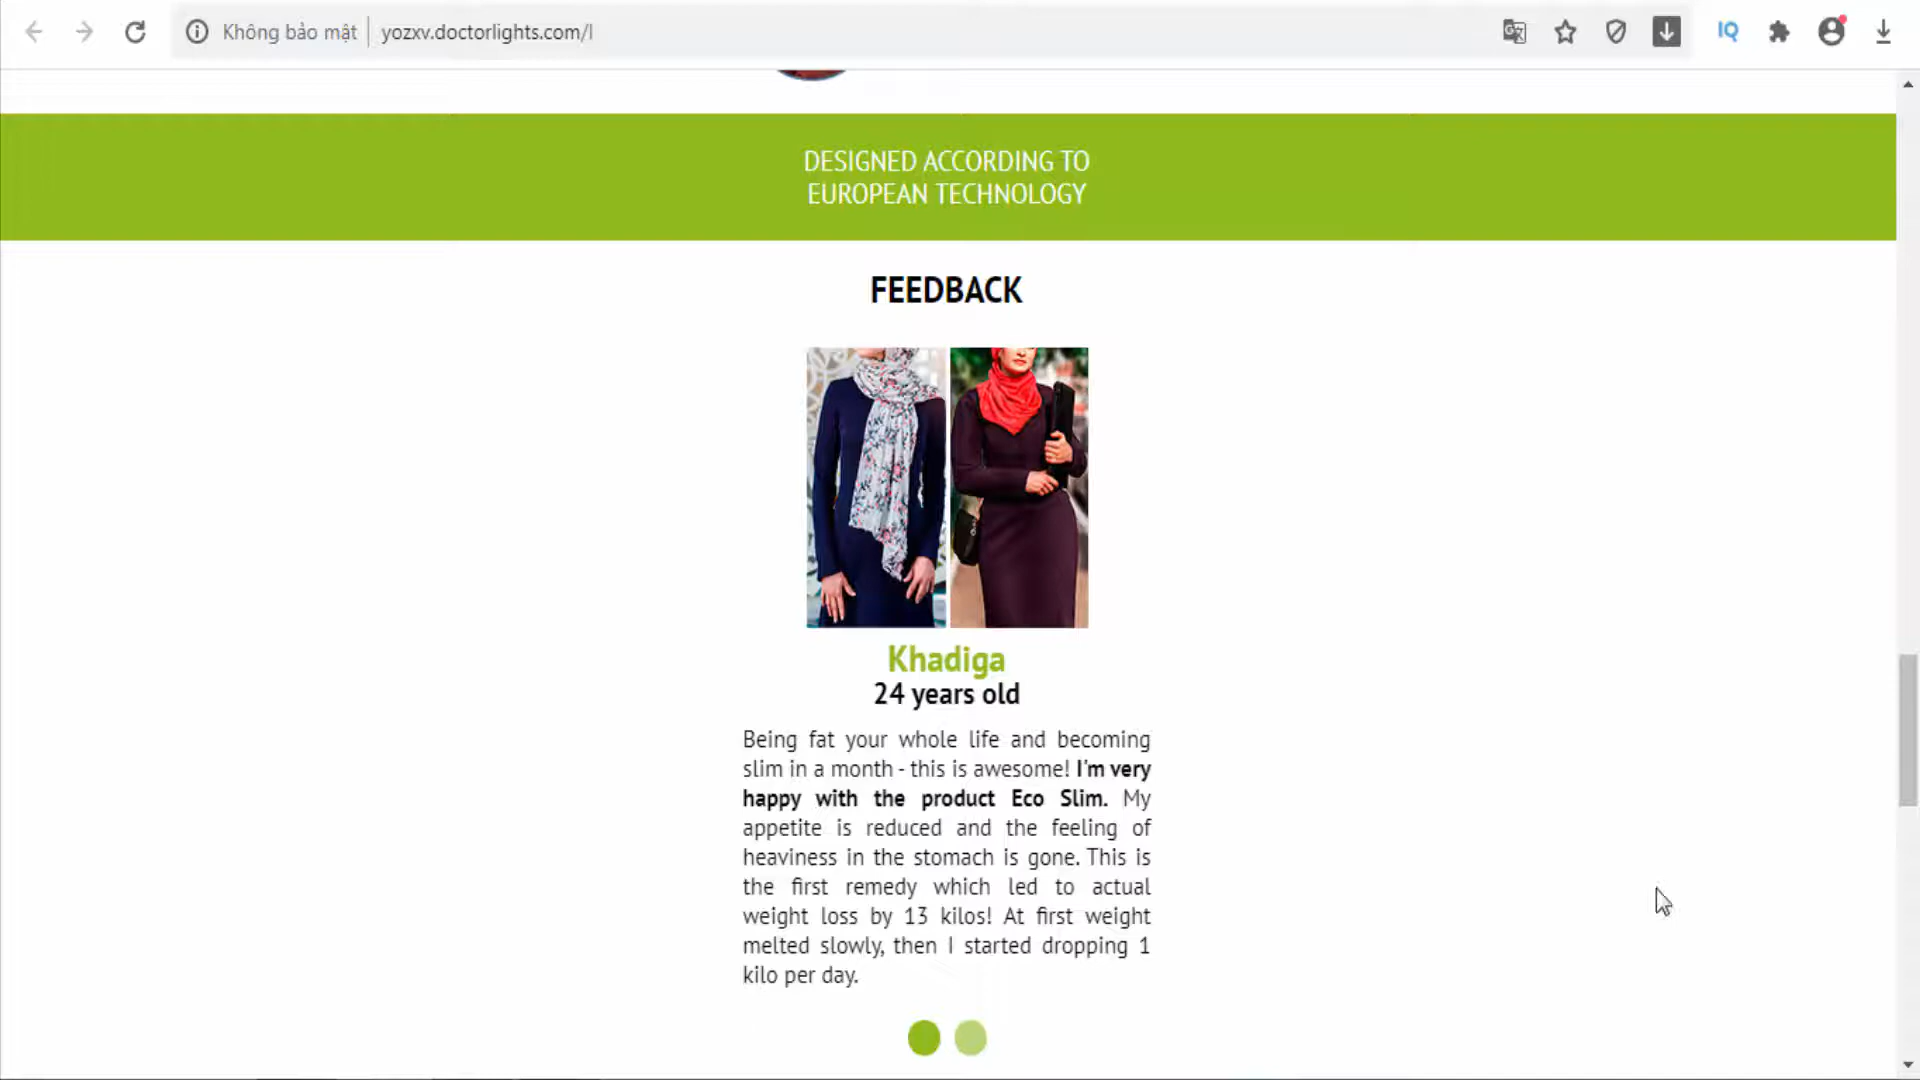 Không bảo mật
yozxv.doctorlights.com/l
IQ
DESIGNED ACCORDING TO
EUROPEAN TECHNOLOGY
FEEDBACK
Khadiga
24 years old
Being fat your whole life and becoming
slim in a month - this is awesome! I'm very
happy with the product Eco Slim. My
appetite is reduced and the feeling of
heaviness in the stomach is gone. This is
the first remedy which led to actual
weight loss by 13 kilos! At first weight
melted slowly, then I started dropping 1
kilo per day.